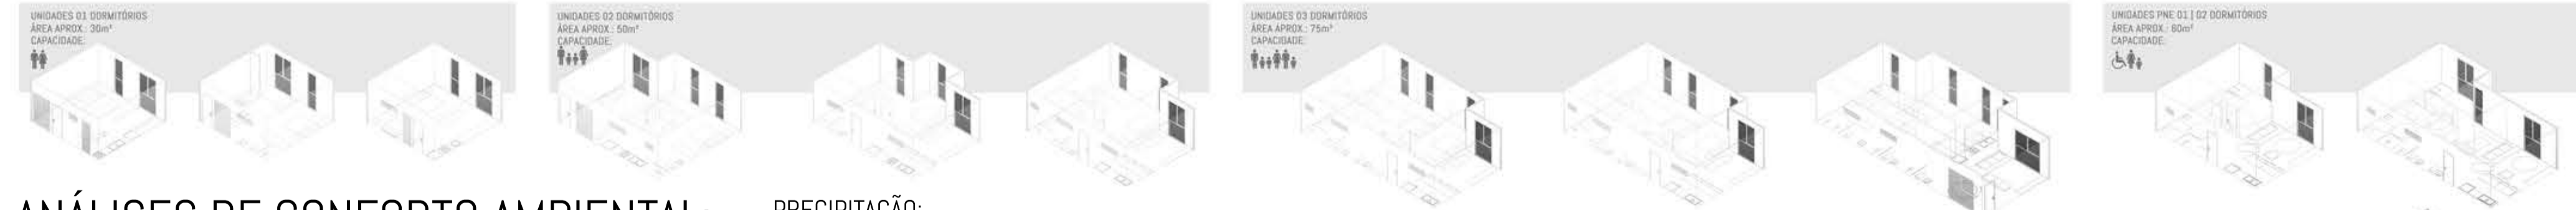 UNIDADES 01 DORMITÓRIOS
ÁREA APROX.: 30m²
CAPACIDADE:
UNIDADES 02 DORMITÓRIOS
ÁREA APROX.: 50m²
CAPACIDADE:
UNIDADES 03 DORMITÓRIOS
ÁREA APROX.: 75m²
CAPACIDADE:
UNIDADES PNE 01 | 02 DORMITÓRIOS
ÁREA APROX.: 60m²
CAPACIDADE:
ANÁLISES DE CONFORTO AMBIENTAL:
PRECIPITAÇÃO: